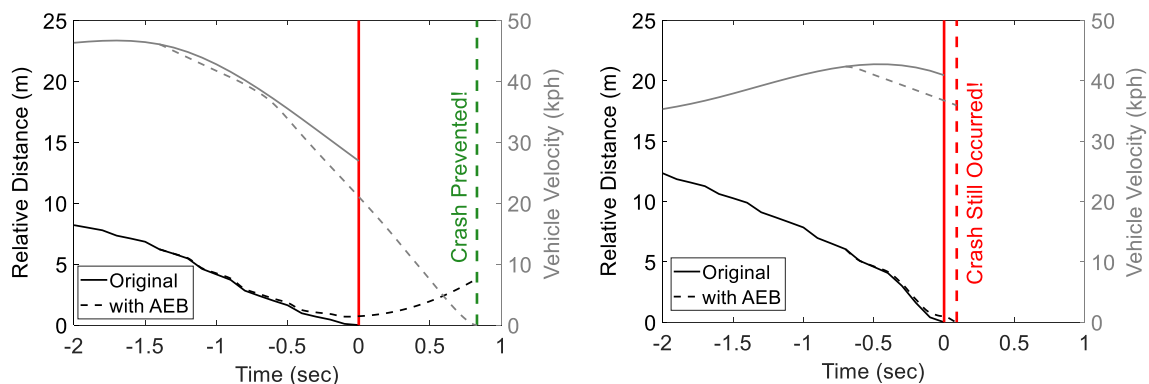 25
20
15
10
5
0
Relative Distance (m)
50
40
30
20
10
0
Vehicle Velocity (kph)
Crash Prevented!
Original
with AEB
-2 -1.5 -1 -0.5 0 0.5 1
Time (sec)
25
20
15
10
5
0
Relative Distance (m)
50
40
30
20
10
0
Vehicle Velocity (kph)
Crash Still Occurred!
Original
with AEB
-2 -1.5 -1 -0.5 0 0.5 1
Time (sec)